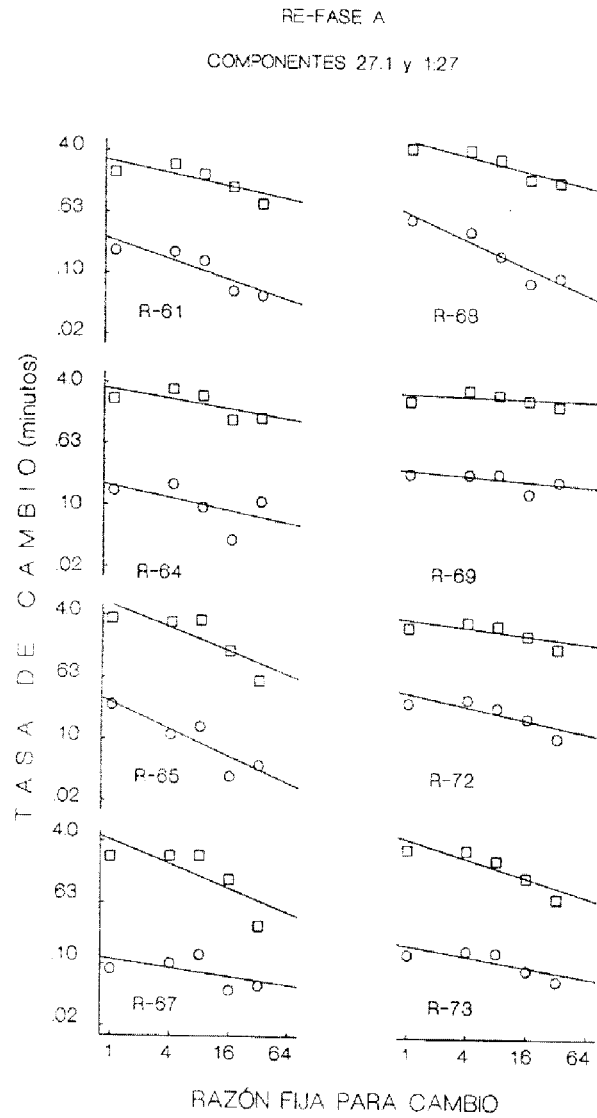 RE-FASE A
COMPONENTES 27.1 y 1:27
TASA DE CAMBIO (minutos)
4.0
.63
.10
.02
R-61
R-68
4.0
.63
.10
.02
R-64
R-69
4.0
.63
.10
.02
R-65
R-72
4.0
.63
.10
.02
R-67
R-73
1 4 16 64
1 4 16 64
RAZÓN FIJA PARA CAMBIO